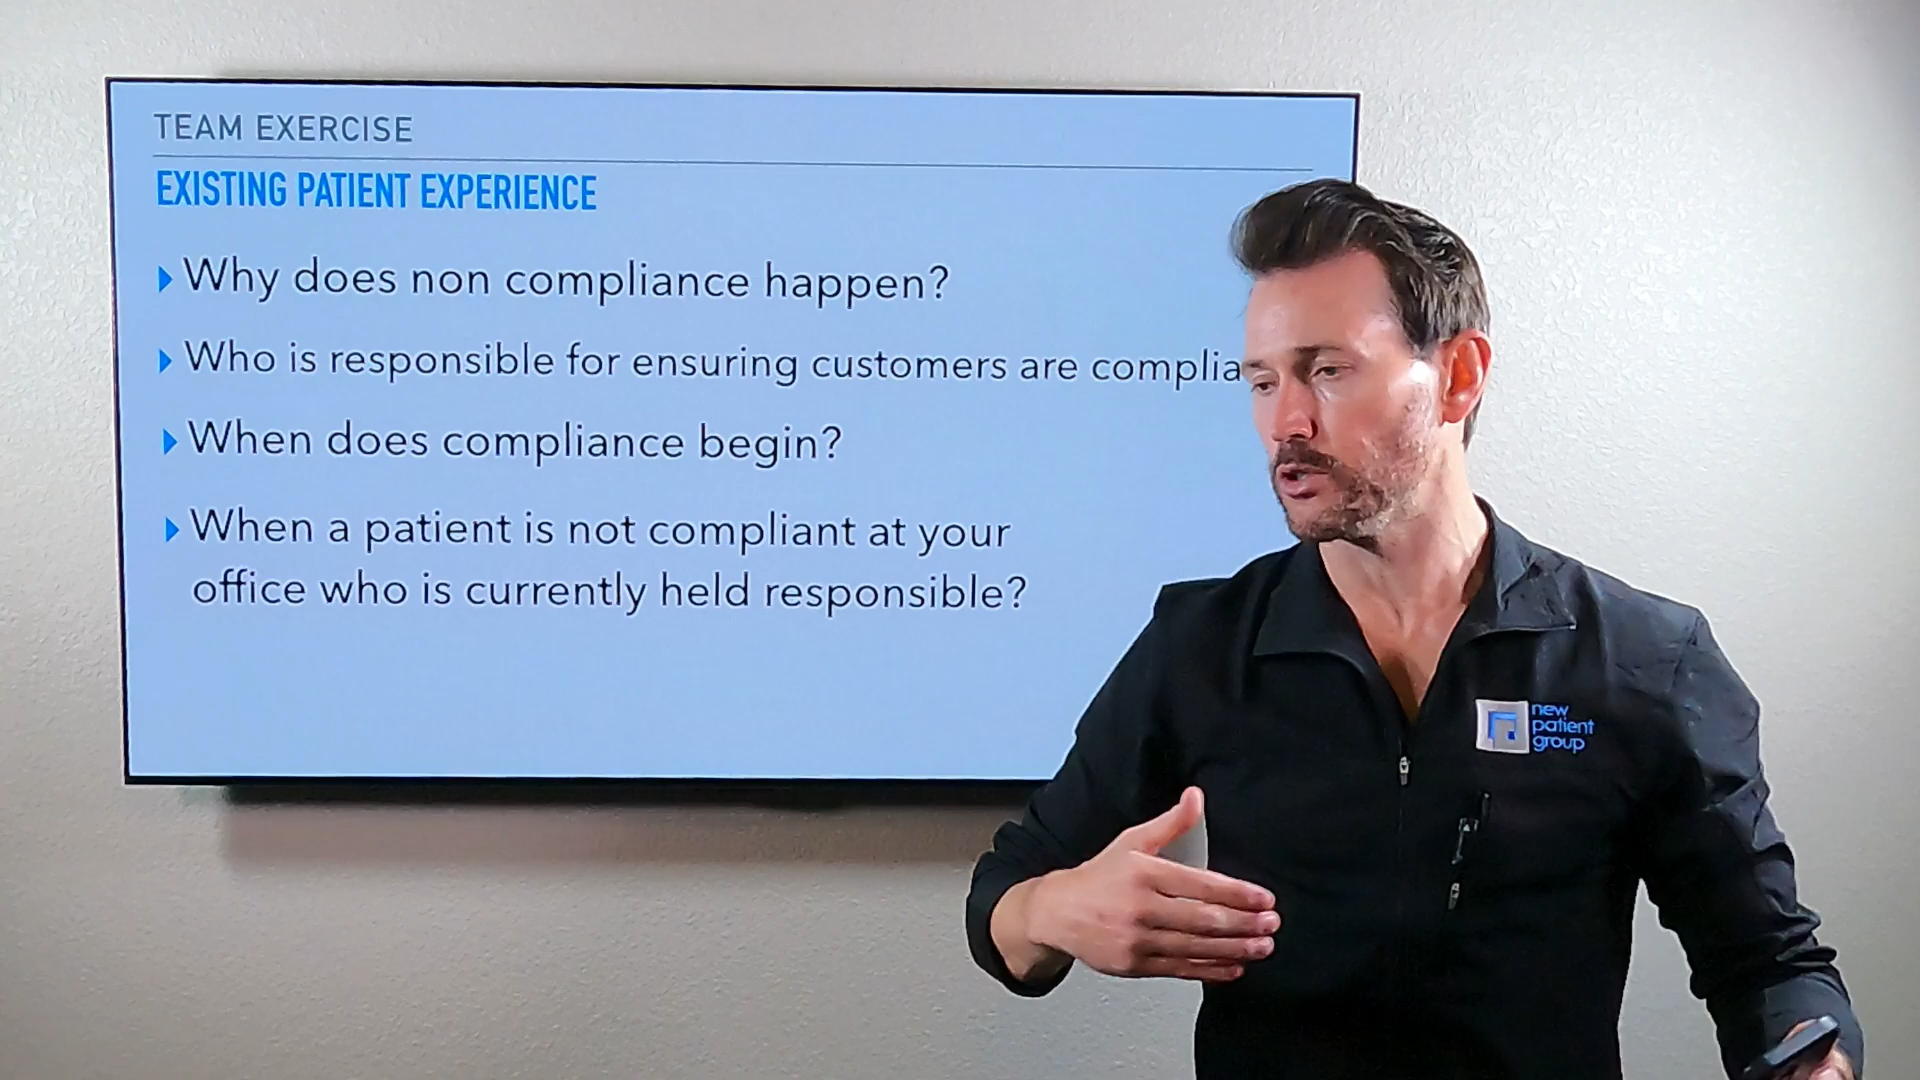 TEAM EXERCISE
EXISTING PATIENT EXPERIENCE
Why does non compliance happen?
Who is responsible for ensuring customers are
When does compliance begin?
When a patient is not compliant at your
office who is currently held responsible?
new
patient
group